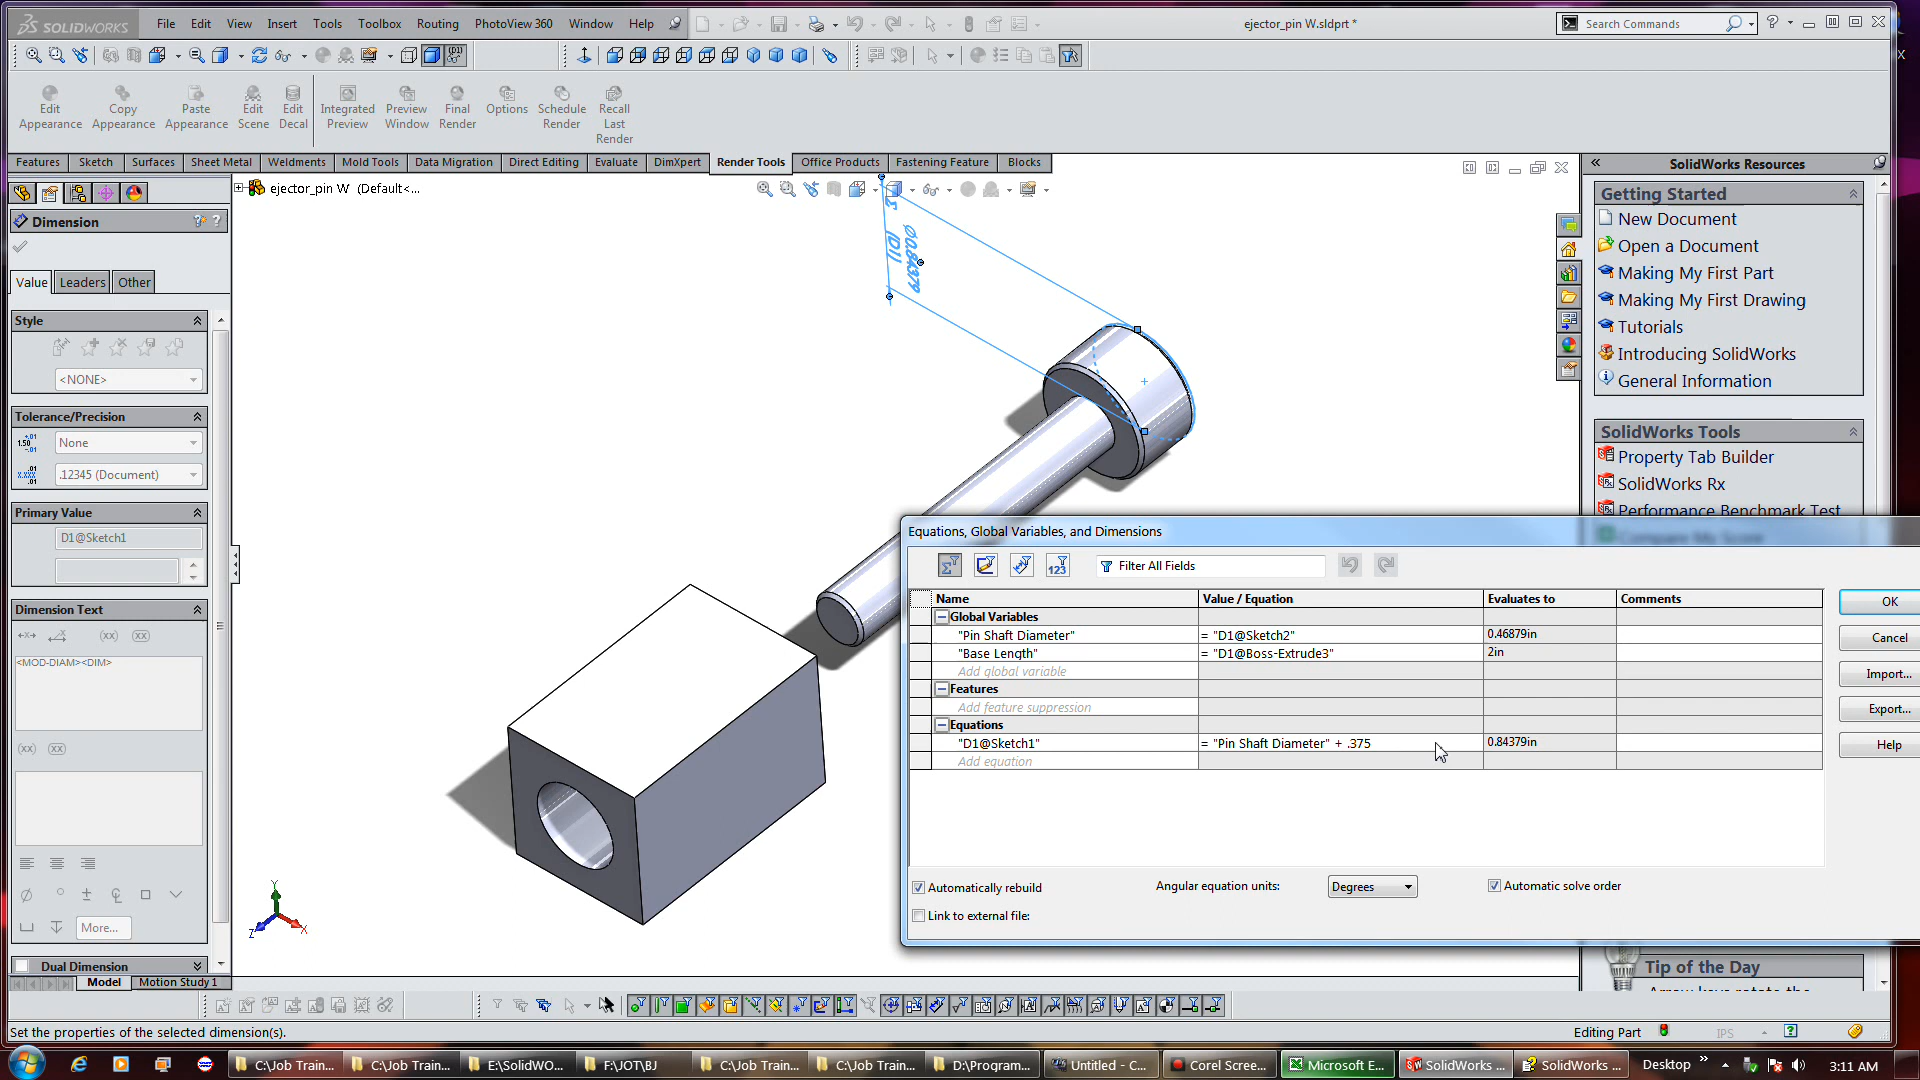 SOLIDWORKS
File Edit View Insert Tools Toolbox Routing PhotoView 360 Window Help
ejector_pin W.sldprt *
Search Commands
Edit Appearance
Copy Appearance
Paste Appearance
Edit Scene
Edit Decal
Integrated Preview
Preview Window
Final Render
Options
Schedule Render
Recall Last Render
Features Sketch Surfaces Sheet Metal Weldments Mold Tools Data Migration Direct Editing Evaluate DimXpert Render Tools Office Products Fastening Feature Blocks
ejector_pin W (Default<...
Dimension
Value Leaders Other
Style
<NONE>
Tolerance/Precision
None
.12345 (Document)
Primary Value
D1@Sketch1
Dimension Text
<MOD-DIAM><DIM>
More...
Dual Dimension
Model Motion Study 1
Ø0.84379
(D1)
SolidWorks Resources
Getting Started
New Document
Open a Document
Making My First Part
Making My First Drawing
Tutorials
Introducing SolidWorks
General Information
SolidWorks Tools
Property Tab Builder
SolidWorks Rx
Performance Benchmark Test
Compare My Score
Equations, Global Variables, and Dimensions
Filter All Fields
Name Value / Equation Evaluates to Comments
Global Variables
"Pin Shaft Diameter" = "D1@Sketch2" 0.46879in
"Base Length" = "D1@Boss-Extrude3" 2in
Add global variable
Features
Add feature suppression
Equations
"D1@Sketch1" = "Pin Shaft Diameter" + .375 0.84379in
Add equation
OK
Cancel
Import...
Export...
Help
Automatically rebuild
Angular equation units: Degrees
Automatic solve order
Link to external file:
Tip of the Day
Arrow keys rotate the
Set the properties of the selected dimension(s).
Editing Part
IPS
C:\Job Train...
C:\Job Train...
E:\SolidWO...
F:\JOT\BJ
C:\Job Train...
C:\Job Train...
D:\Program...
Untitled - C...
Corel Scree...
Microsoft E...
SolidWorks ...
SolidWorks ...
Desktop
3:11 AM